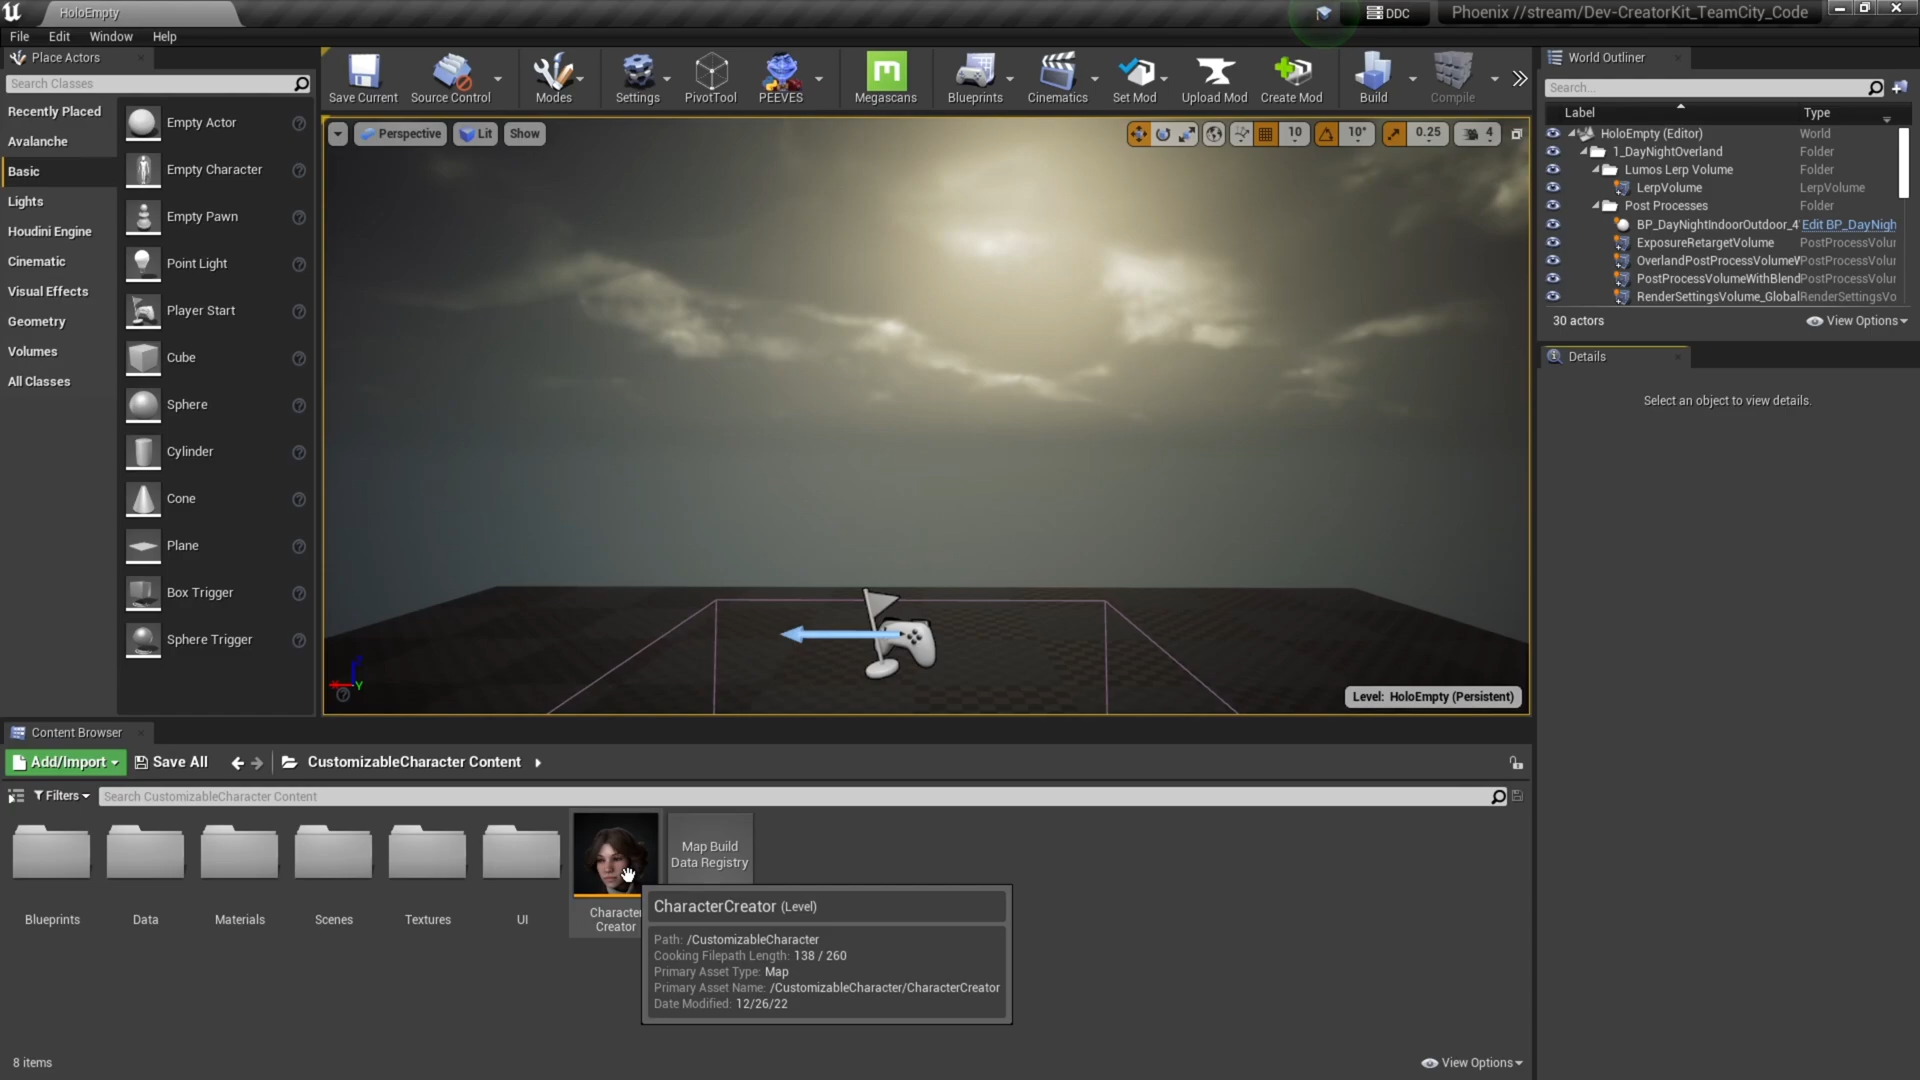 HoloEmpty
DDC
Phoenix //stream/Dev-CreatorKit_TeamCity_Code
File Edit Window Help
Place Actors
Search Classes
Recently Placed
Avalanche
Basic
Lights
Houdini Engine
Cinematic
Visual Effects
Geometry
Volumes
All Classes
Empty Actor
Empty Character
Empty Pawn
Point Light
Player Start
Cube
Sphere
Cylinder
Cone
Plane
Box Trigger
Sphere Trigger
Save Current
Source Control
Modes
Settings
PivotTool
PEEVES
Megascans
Blueprints
Cinematics
Set Mod
Upload Mod
Create Mod
Build
Compile
Perspective
Lit
Show
10
10°
0.25
4
Y
Level: HoloEmpty (Persistent)
World Outliner
Search...
Label Type
HoloEmpty (Editor) World
1_DayNightOverland Folder
Lumos Lerp Volume Folder
LerpVolume LerpVolume
Post Processes Folder
BP_DayNightIndoorOutdoor_4 Edit BP_DayNigh
ExposureRetargetVolume PostProcessVolur
OverlandPostProcessVolumeW PostProcessVolur
PostProcessVolumeWithBlend PostProcessVolur
RenderSettingsVolume_Global RenderSettingsVo
30 actors
View Options
Details
Select an object to view details.
Content Browser
Add/Import
Save All
CustomizableCharacter Content
Filters
Search CustomizableCharacter Content
Blueprints
Data
Materials
Scenes
Textures
UI
Character
Creator
Map Build
Data Registry
CharacterCreator (Level)
Path: /CustomizableCharacter
Cooking Filepath Length: 138 / 260
Primary Asset Type: Map
Primary Asset Name: /CustomizableCharacter/CharacterCreator
Date Modified: 12/26/22
8 items
View Options